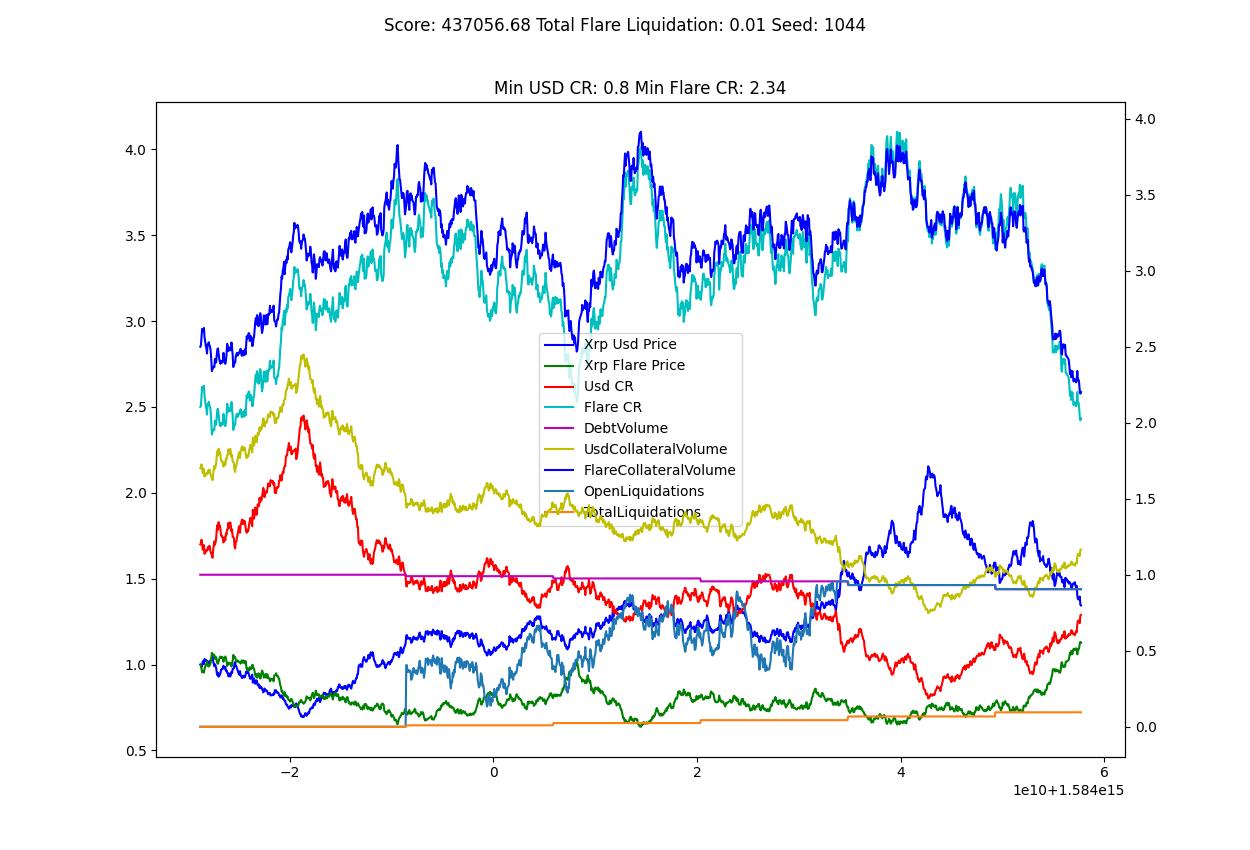 Score: 437056.68 Total Flare Liquidation: 0.01 Seed: 1044
Min USD CR: 0.8 Min Flare CR: 2.34
4.0
3.5
3.0
2.5
2.0
1.5
1.0
0.5
4.0
3.5
3.0
2.5
2.0
1.5
1.0
0.5
0.0
Xrp Usd Price
Xrp Flare Price
Usd CR
Flare CR
DebtVolume
UsdCollateralVolume
FlareCollateralVolume
OpenLiquidations
TotalLiquidations
−2 0 2 4 6
1e10+1.584e15